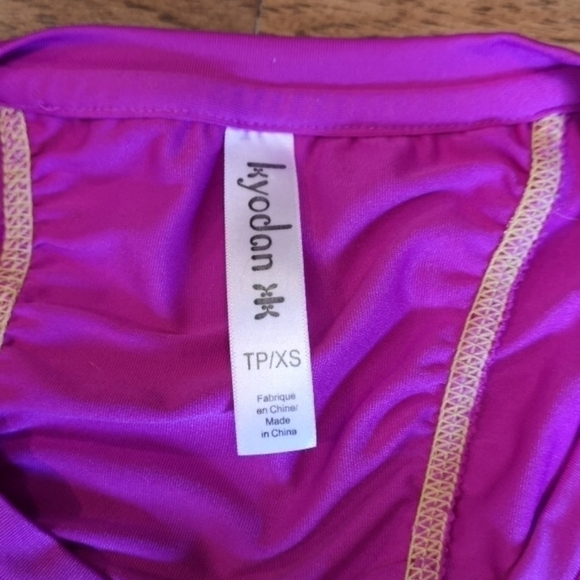 kyodan
TP/XS
Fabriqué
en Chine/
Made
in China